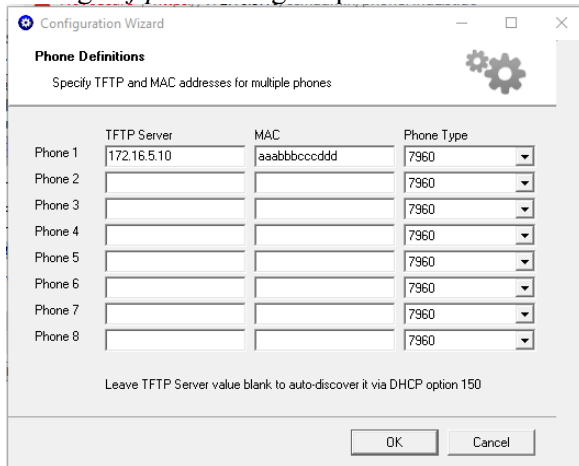 Configuration Wizard
Phone Definitions
Specify TFTP and MAC addresses for multiple phones
TFTP Server MAC Phone Type
Phone 1 172.16.5.10 aaabbbcccddd 7960
Phone 2 7960
Phone 3 7960
Phone 4 7960
Phone 5 7960
Phone 6 7960
Phone 7 7960
Phone 8 7960
Leave TFTP Server value blank to auto-discover it via DHCP option 150
OK Cancel